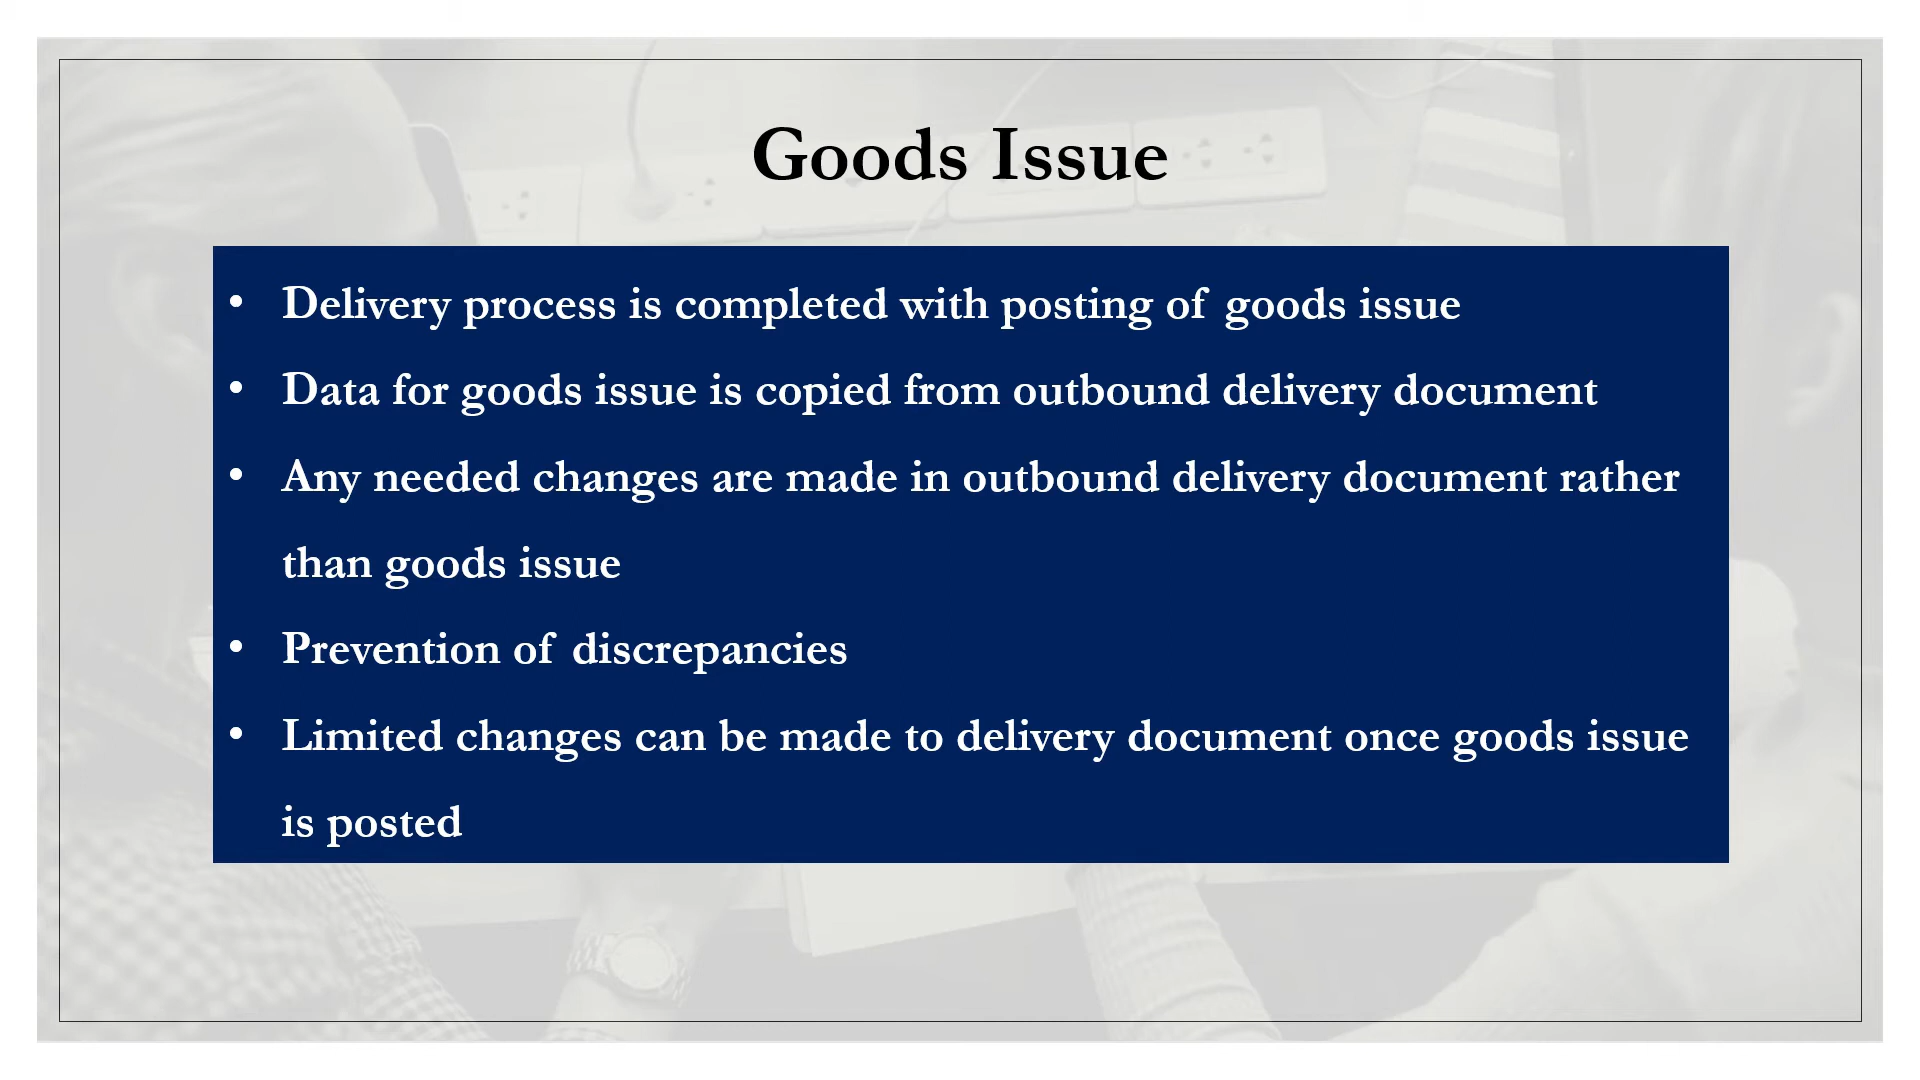 Goods Issue
• Delivery process is completed with posting of goods issue
• Data for goods issue is copied from outbound delivery document
• Any needed changes are made in outbound delivery document rather
than goods issue
• Prevention of discrepancies
• Limited changes can be made to delivery document once goods issue
is posted